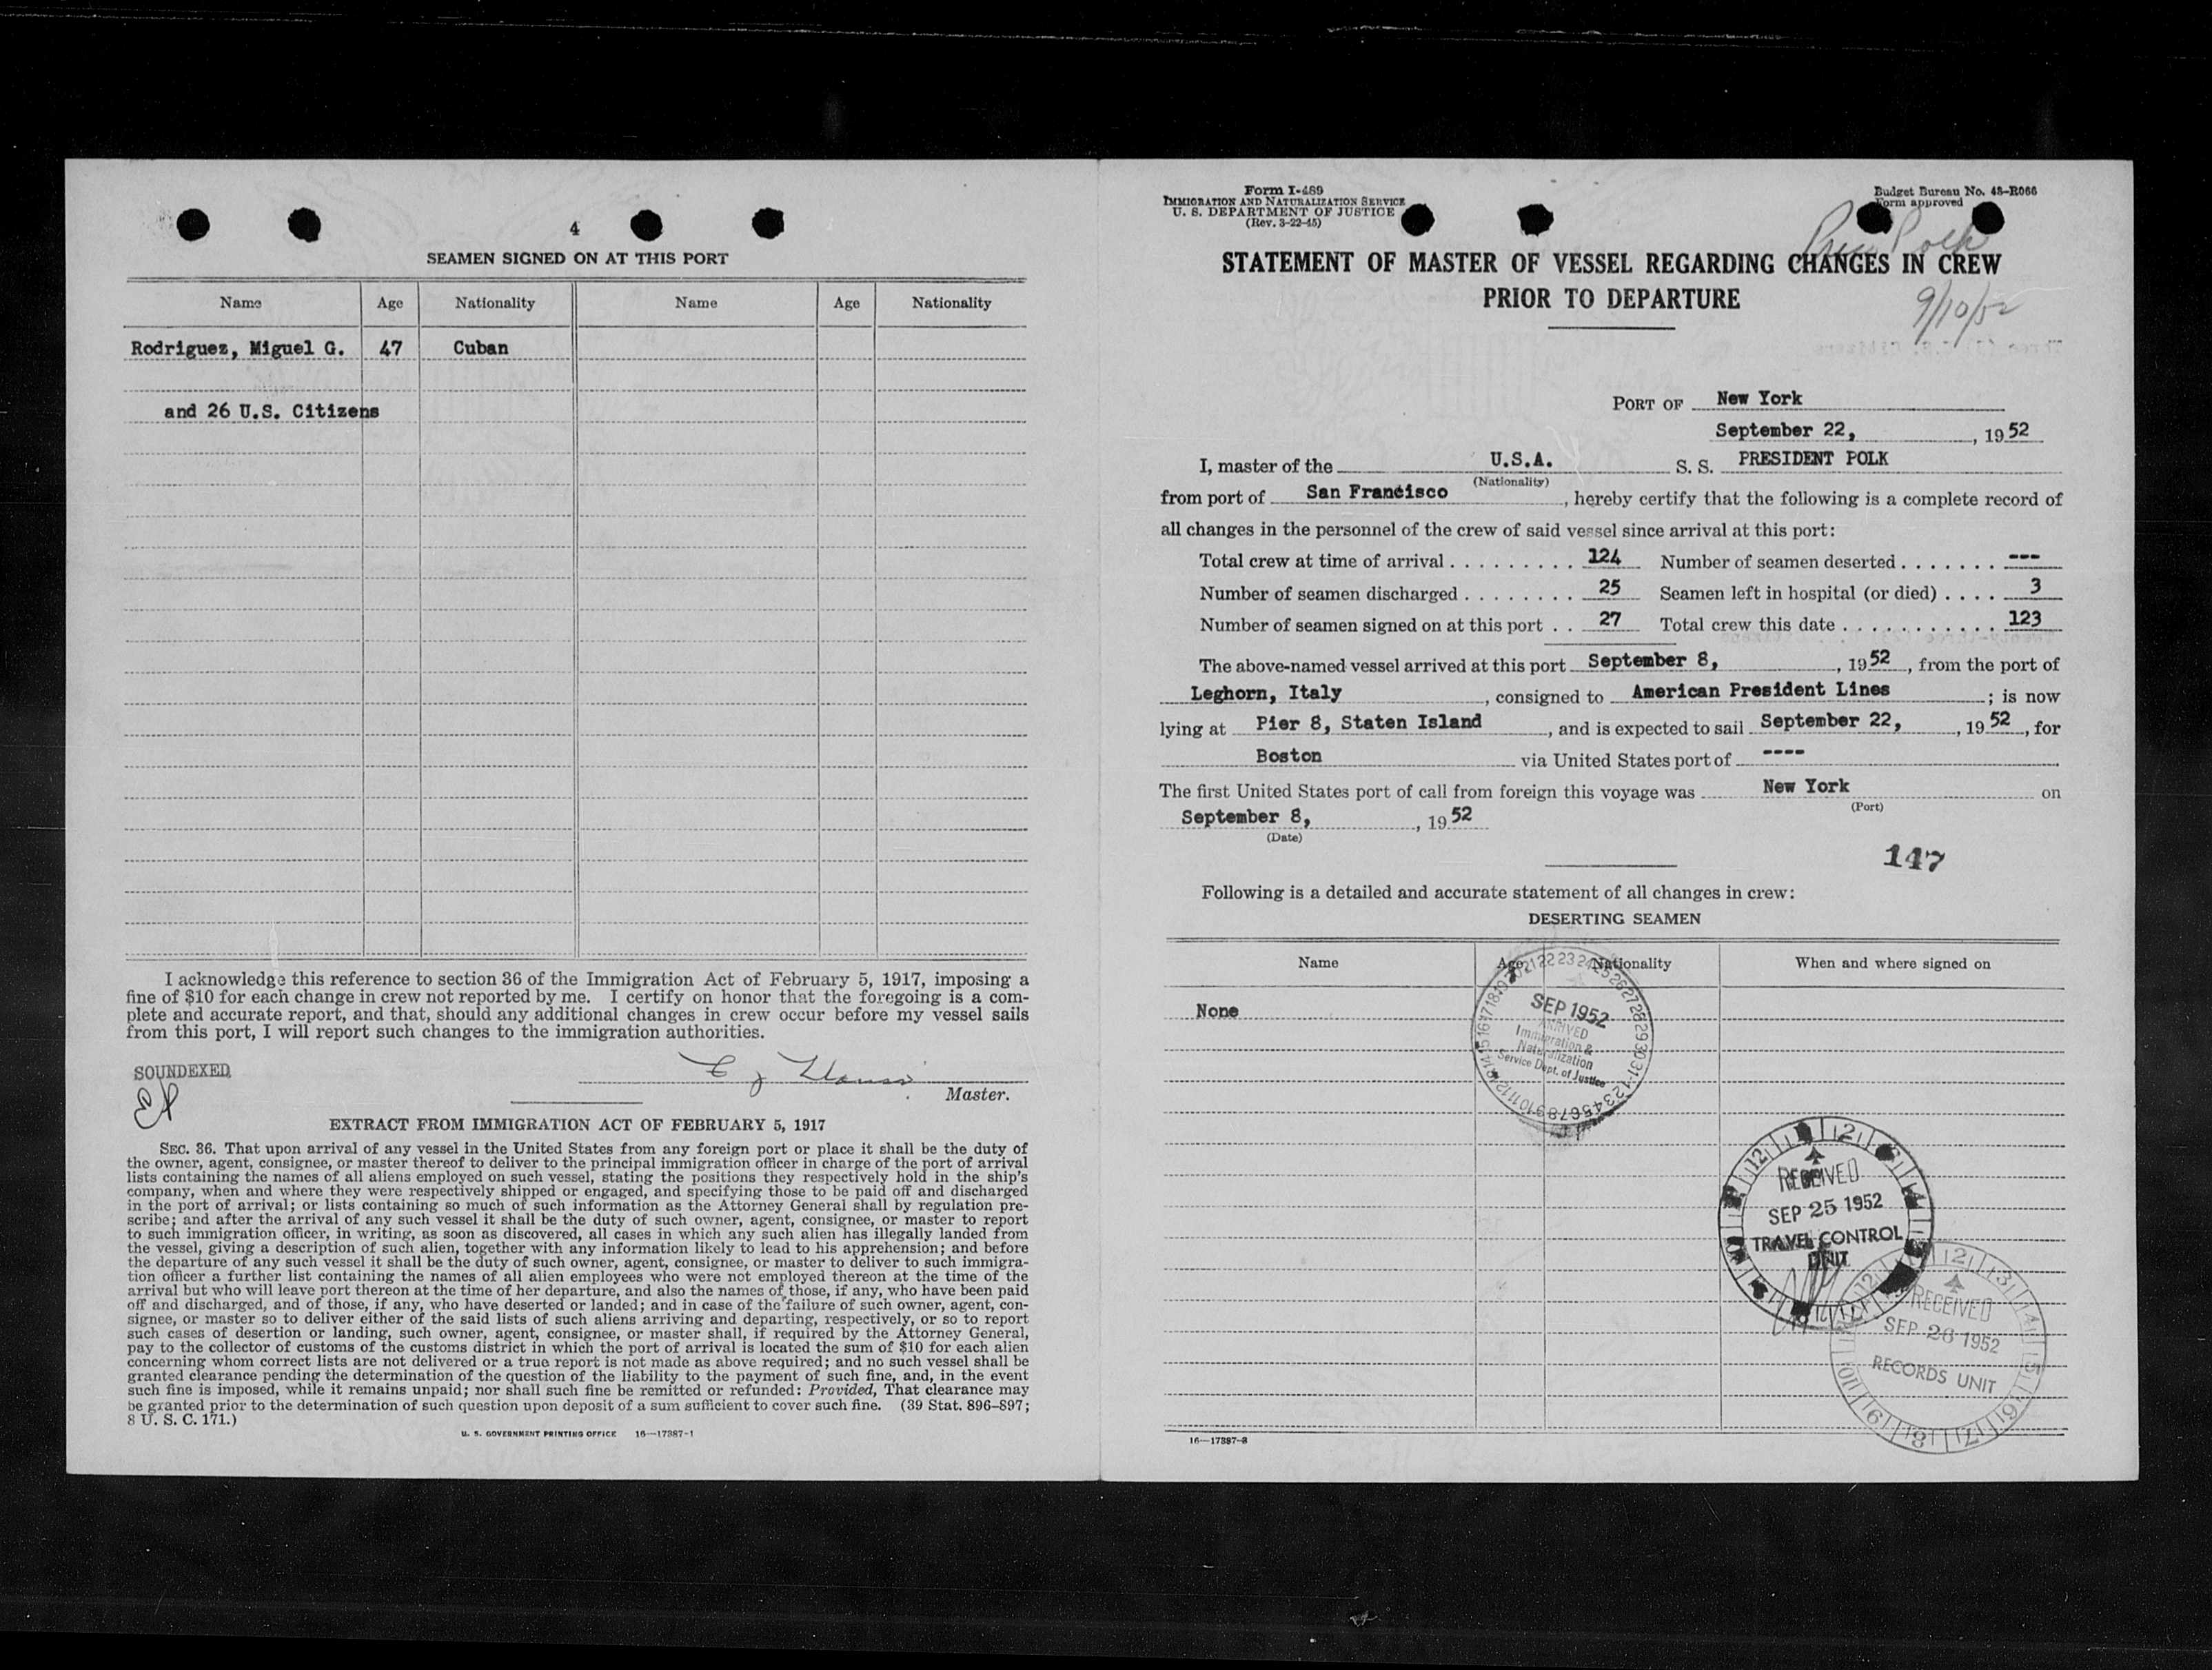 4
SEAMEN SIGNED ON AT THIS PORT
Name Age Nationality Name Age Nationality
Rodriguez, Miguel G. 47 Cuban
and 26 U.S. Citizens
I acknowledge this reference to section 36 of the Immigration Act of February 5, 1917, imposing a
fine of $10 for each change in crew not reported by me. I certify on honor that the foregoing is a com-
plete and accurate report, and that, should any additional changes in crew occur before my vessel sails
from this port, I will report such changes to the immigration authorities.
SOUNDEXED
Master.
EXTRACT FROM IMMIGRATION ACT OF FEBRUARY 5, 1917
SEC. 36. That upon arrival of any vessel in the United States from any foreign port or place it shall be the duty of
the owner, agent, consignee, or master thereof to deliver to the principal immigration officer in charge of the port of arrival
lists containing the names of all aliens employed on such vessel, stating the positions they respectively hold in the ship's
company, when and where they were respectively shipped or engaged, and specifying those to be paid off and discharged
in the port of arrival; or lists containing so much of such information as the Attorney General shall by regulation pre-
scribe; and after the arrival of any such vessel it shall be the duty of such owner, agent, consignee, or master to report
to such immigration officer, in writing, as soon as discovered, all cases in which any such alien has illegally landed from
the vessel, giving a description of such alien, together with any information likely to lead to his apprehension; and before
the departure of any such vessel it shall be the duty of such owner, agent, consignee, or master to deliver to such immigra-
tion officer a further list containing the names of all alien employees who were not employed thereon at the time of the
arrival but who will leave port thereon at the time of her departure, and also the names of those, if any, who have been paid
off and discharged, and of those, if any, who have deserted or landed; and in case of the failure of such owner, agent, con-
signee, or master so to deliver either of the said lists of such aliens arriving and departing, respectively, or so to report
such cases of desertion or landing, such owner, agent, consignee, or master shall, if required by the Attorney General,
pay to the collector of customs of the customs district in which the port of arrival is located the sum of $10 for each alien
concerning whom correct lists are not delivered or a true report is not made as above required; and no such vessel shall be
granted clearance pending the determination of the question of the liability to the payment of such fine, and, in the event
such fine is imposed, while it remains unpaid; nor shall such fine be remitted or refunded: Provided, That clearance may
be granted prior to the determination of such question upon deposit of a sum sufficient to cover such fine. (39 Stat. 896-897;
8 U. S. C. 171.)
U. S. GOVERNMENT PRINTING OFFICE 16—17387-1
Form I-489
IMMIGRATION AND NATURALIZATION SERVICE
U. S. DEPARTMENT OF JUSTICE
(Rev. 3-22-45)
Budget Bureau No. 43-R066
Form approved
Pres Polk
STATEMENT OF MASTER OF VESSEL REGARDING CHANGES IN CREW
PRIOR TO DEPARTURE
9/10/52
PORT OF New York
September 22, , 1952
I, master of the U.S.A. S. S. PRESIDENT POLK
(Nationality)
from port of San Francisco , hereby certify that the following is a complete record of
all changes in the personnel of the crew of said vessel since arrival at this port:
Total crew at time of arrival . . . . . . . . . 124 Number of seamen deserted . . . . . . . ---
Number of seamen discharged . . . . . . . . 25 Seamen left in hospital (or died) . . . . 3
Number of seamen signed on at this port . . 27 Total crew this date . . . . . . . . . . . 123
The above-named vessel arrived at this port September 8, , 1952 , from the port of
Leghorn, Italy , consigned to American President Lines ; is now
lying at Pier 8, Staten Island , and is expected to sail September 22, , 1952 , for
Boston via United States port of ----
The first United States port of call from foreign this voyage was New York on
(Port)
September 8, , 1952
(Date)
147
Following is a detailed and accurate statement of all changes in crew:
DESERTING SEAMEN
Name Age Nationality When and where signed on
None
SEP 1952
ARRIVED
Immigration &
Naturalization
Service Dept. of Justice
RECEIVED
SEP 25 1952
TRAVEL CONTROL
UNIT
RECEIVED
SEP 26 1952
RECORDS UNIT
16—17387-3